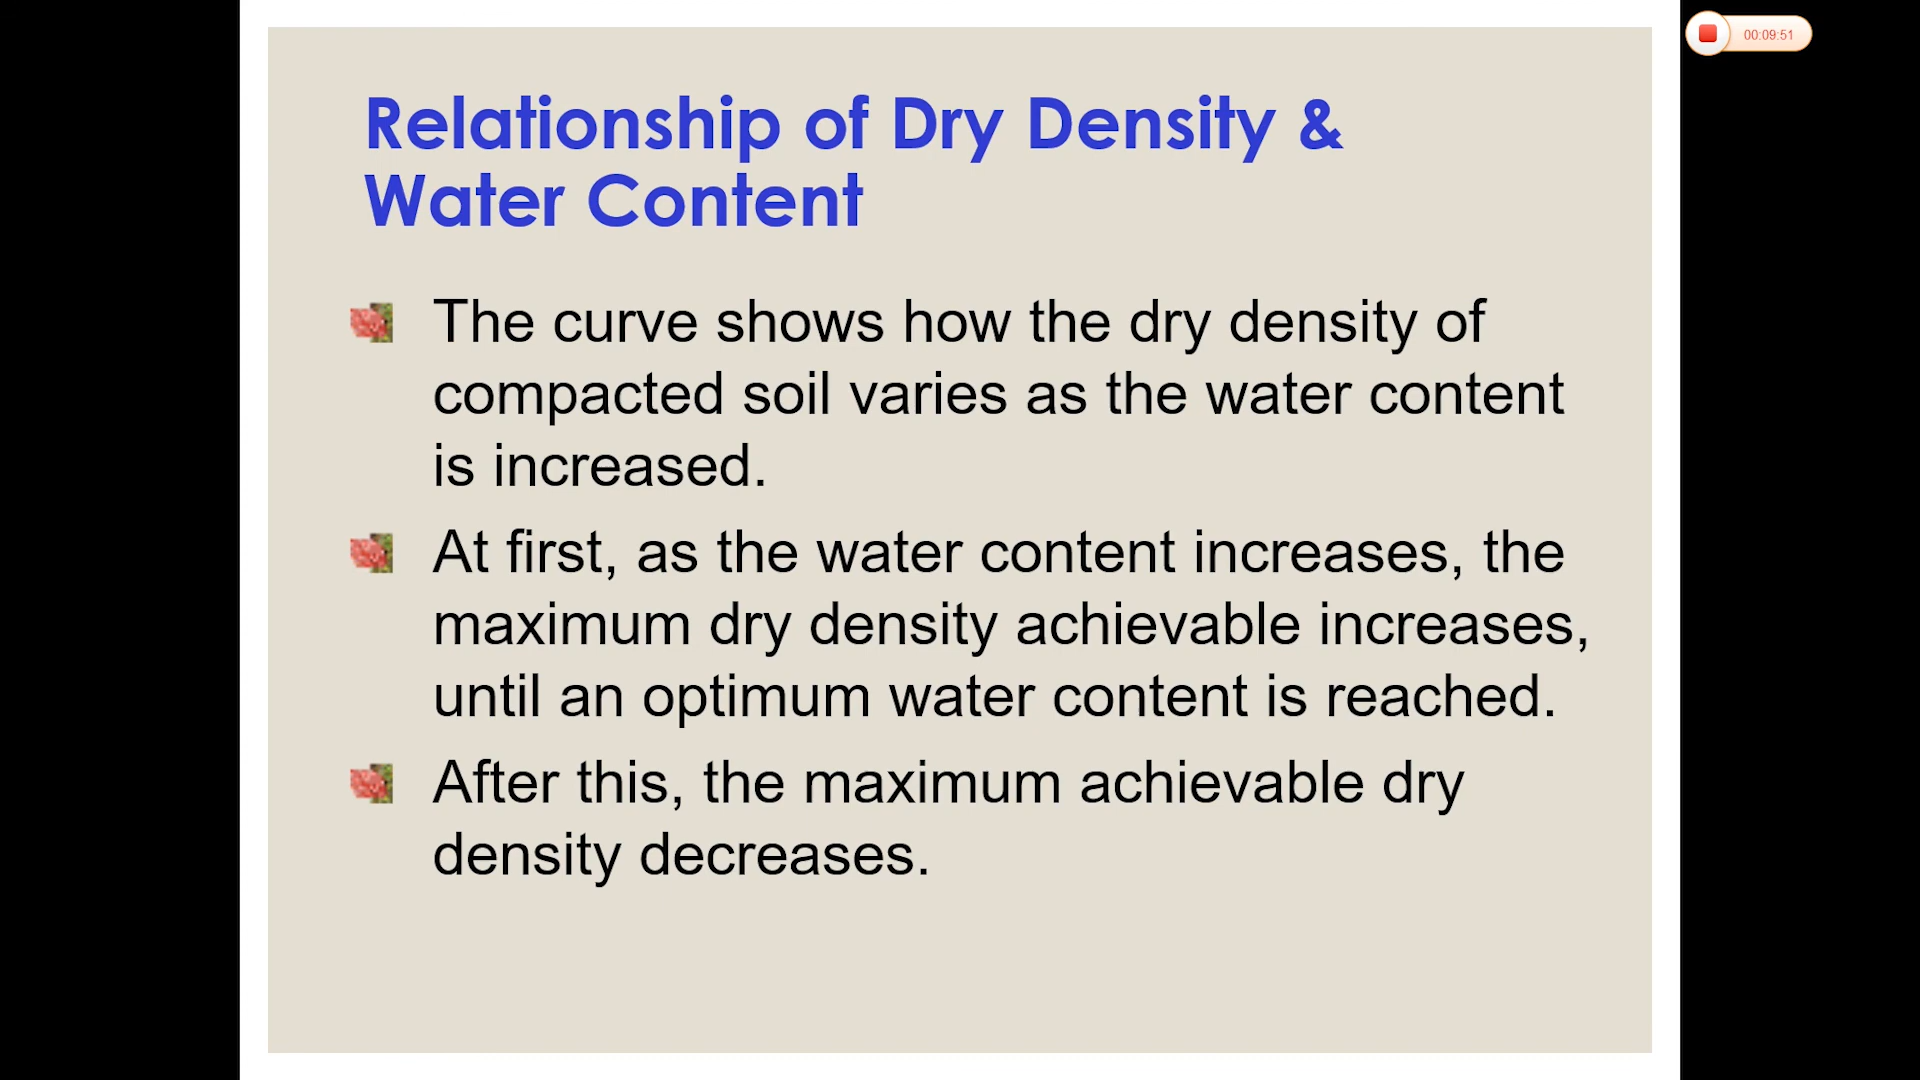 00:09:51
Relationship of Dry Density &
Water Content
The curve shows how the dry density of
compacted soil varies as the water content
is increased.
At first, as the water content increases, the
maximum dry density achievable increases,
until an optimum water content is reached.
After this, the maximum achievable dry
density decreases.